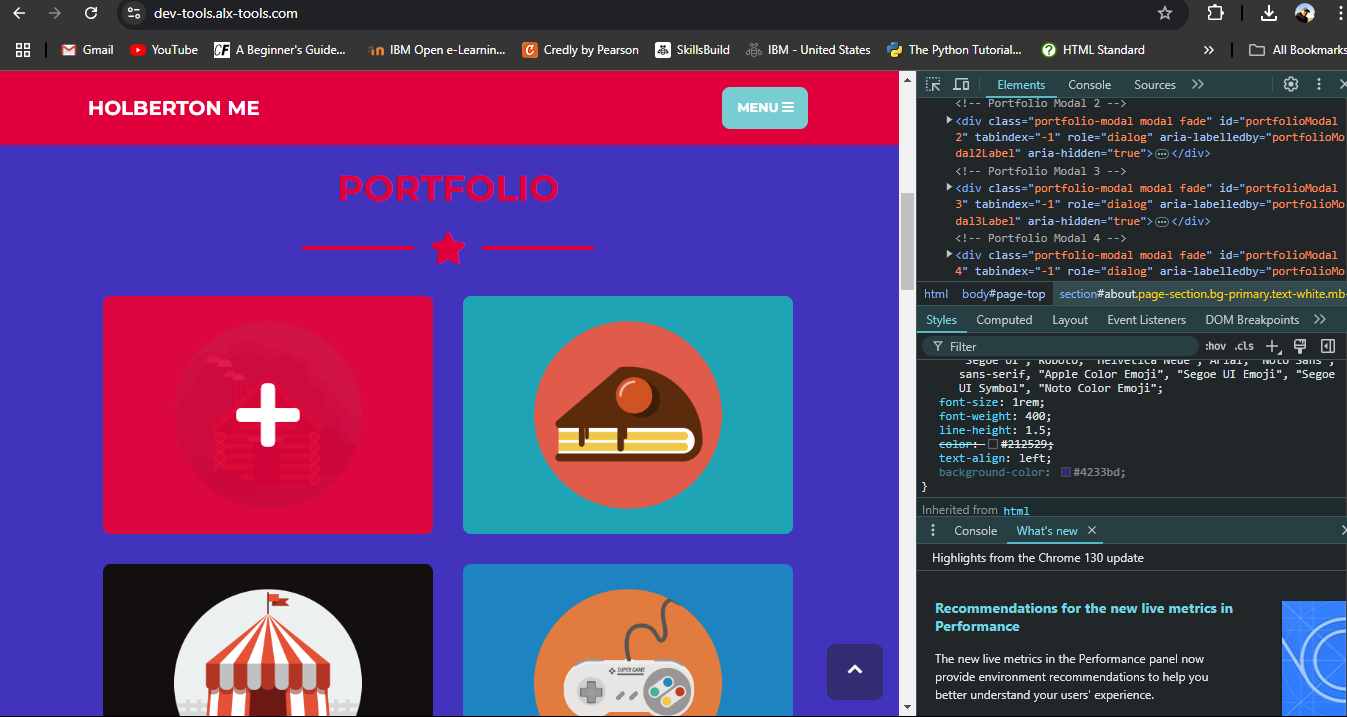 dev-tools.alx-tools.com
Gmail
YouTube
A Beginner's Guide...
IBM Open e-Learnin...
Credly by Pearson
SkillsBuild
IBM - United States
The Python Tutorial...
HTML Standard
All Bookmarks
HOLBERTON ME
MENU
PORTFOLIO
SUPER GAME
Elements
Console
Sources
<!-- Portfolio Modal 2 -->
<div class="portfolio-modal modal fade" id="portfolioModal
2" tabindex="-1" role="dialog" aria-labelledby="portfolioMo
dal2Label" aria-hidden="true">…</div>
<!-- Portfolio Modal 3 -->
<div class="portfolio-modal modal fade" id="portfolioModal
3" tabindex="-1" role="dialog" aria-labelledby="portfolioMo
dal3Label" aria-hidden="true">…</div>
<!-- Portfolio Modal 4 -->
<div class="portfolio-modal modal fade" id="portfolioModal
4" tabindex="-1" role="dialog" aria-labelledby="portfolioMo
html
body#page-top
section#about.page-section.bg-primary.text-white.mb-
Styles
Computed
Layout
Event Listeners
DOM Breakpoints
Filter
:hov
.cls
"Segoe UI", Roboto, "Helvetica Neue", Arial, "Noto Sans",
sans-serif, "Apple Color Emoji", "Segoe UI Emoji", "Segoe
UI Symbol", "Noto Color Emoji";
font-size: 1rem;
font-weight: 400;
line-height: 1.5;
color: #212529;
text-align: left;
background-color: #4233bd;
}
Inherited from html
Console
What's new
Highlights from the Chrome 130 update
Recommendations for the new live metrics in
Performance
The new live metrics in the Performance panel now
provide environment recommendations to help you
better understand your users' experience.